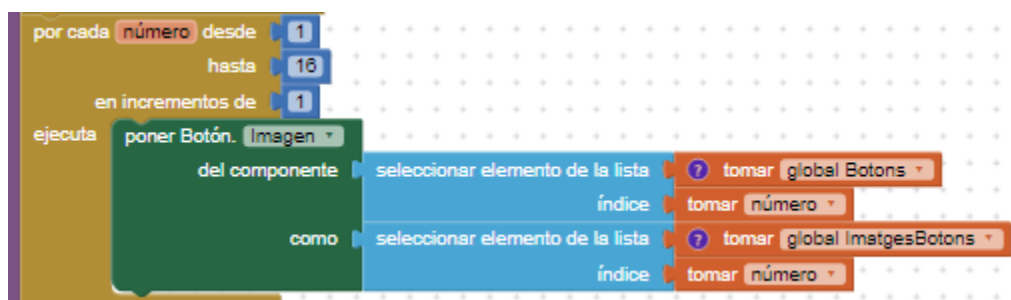 por cada número desde 1
hasta 16
en incrementos de 1
ejecuta poner Botón. Imagen
del componente seleccionar elemento de la lista ? tomar global Botons
índice tomar número
como seleccionar elemento de la lista ? tomar global ImatgesBotons
índice tomar número